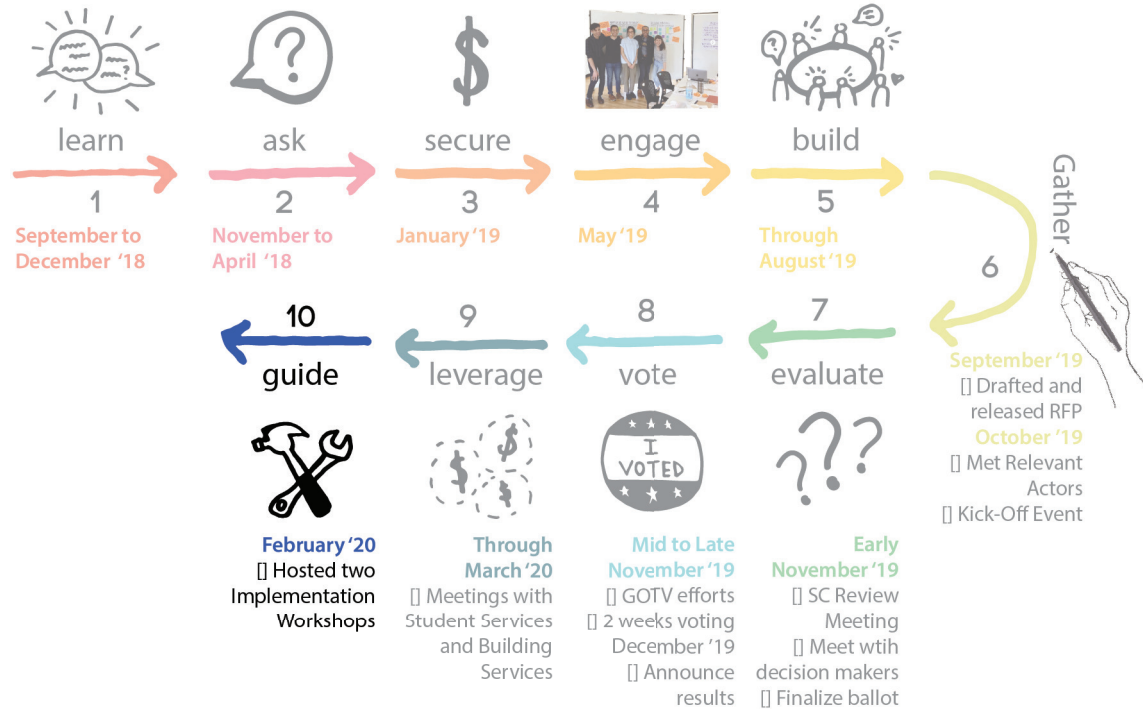 learn
1
September to
December ‘18
ask
?
2
November to
April ‘18
$
secure
3
January ‘19
engage
4
May ‘19
build
5
Through
August ‘19
Gather
6
September ‘19
[] Drafted and
released RFP
October ‘19
[] Met Relevant
Actors
[] Kick-Off Event
7
evaluate
???
Early
November ‘19
[] SC Review
Meeting
[] Meet wtih
decision makers
[] Finalize ballot
8
vote
I
VOTED
Mid to Late
November ‘19
[] GOTV efforts
[] 2 weeks voting
December ‘19
[] Announce
results
9
leverage
$ $ $
Through
March ‘20
[] Meetings with
Student Services
and Building
Services
10
guide
February ‘20
[] Hosted two
Implementation
Workshops